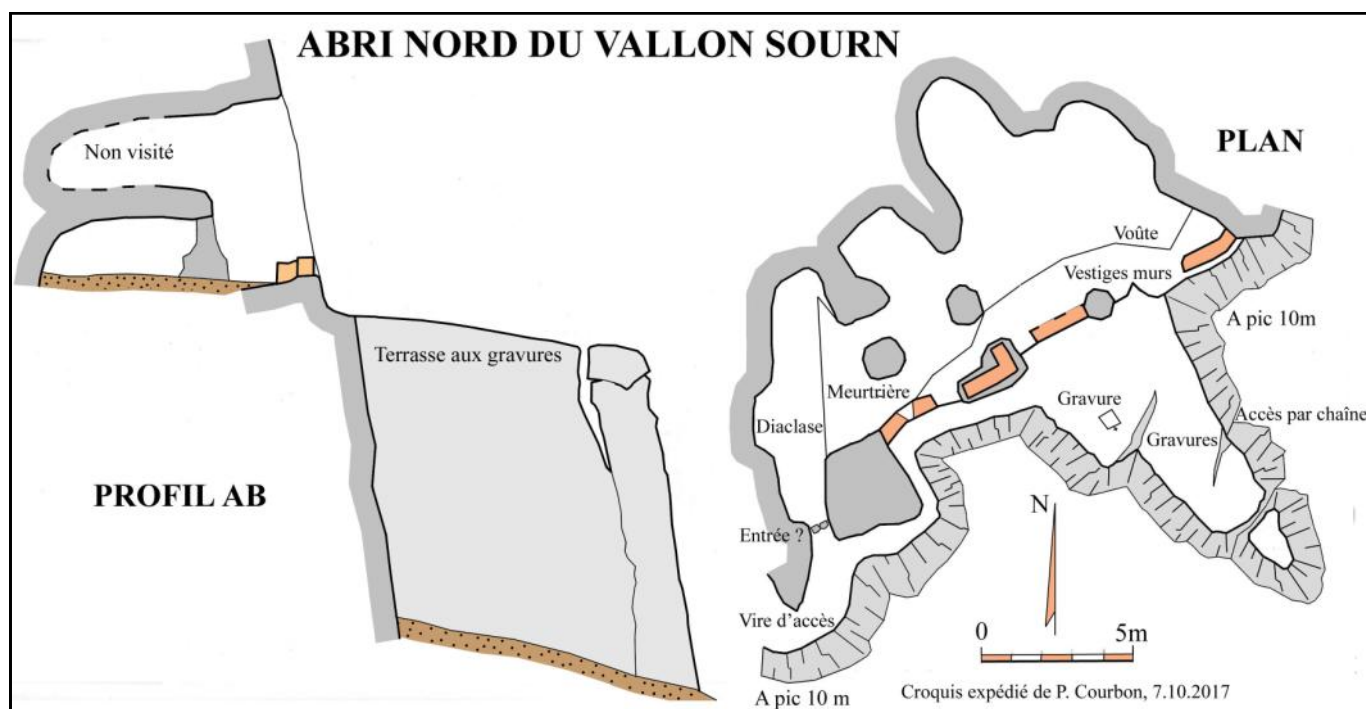 ABRI NORD DU VALLON SOURN
Non visité
Terrasse aux gravures
PROFIL AB
PLAN
Voûte
Vestiges murs
A pic 10m
Meurtrière
Diaclase
Gravure
Accès par chaîne
Gravures
Entrée ?
N
Vire d'accès
0 5m
A pic 10 m
Croquis expédié de P. Courbon, 7.10.2017